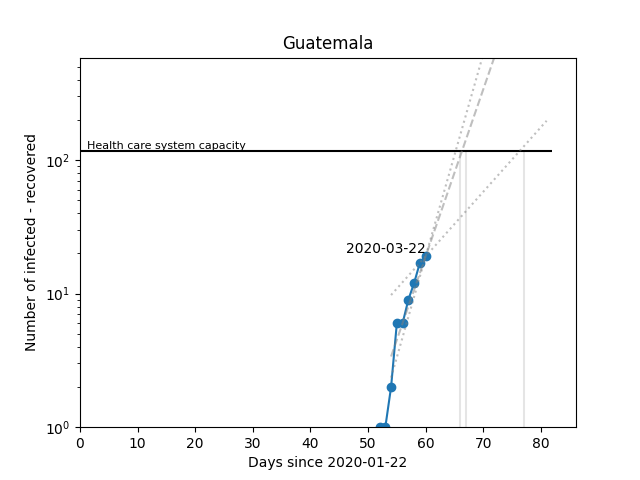 Guatemala
Number of infected - recovered
10²
10¹
10⁰
Health care system capacity
2020-03-22
0 10 20 30 40 50 60 70 80
Days since 2020-01-22